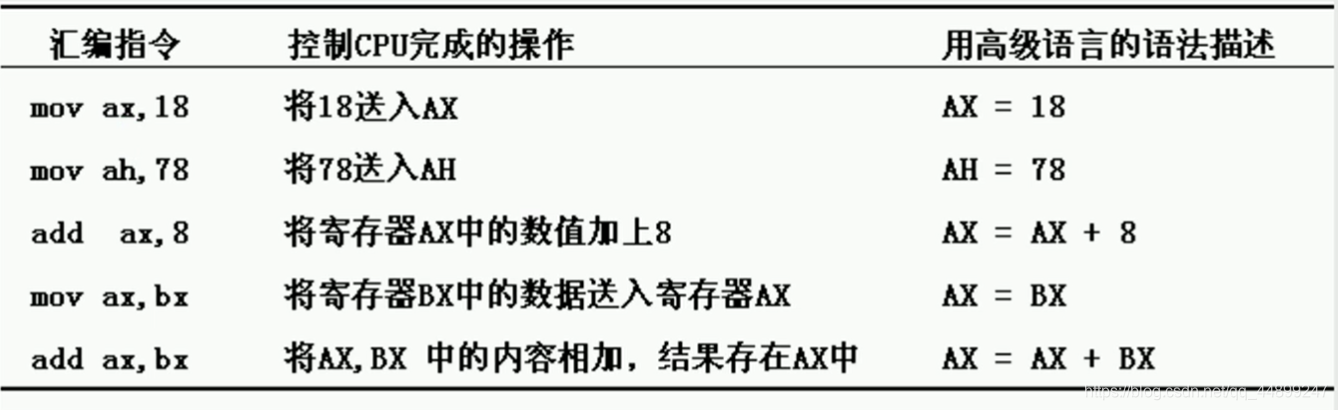 汇编指令 控制CPU完成的操作 用高级语言的语法描述
mov ax,18 将18送入AX AX = 18
mov ah,78 将78送入AH AH = 78
add ax,8 将寄存器AX中的数值加上8 AX = AX + 8
mov ax,bx 将寄存器BX中的数据送入寄存器AX AX = BX
add ax,bx 将AX,BX 中的内容相加，结果存在AX中 AX = AX + BX
https://blog.csdn.net/qq_44899247